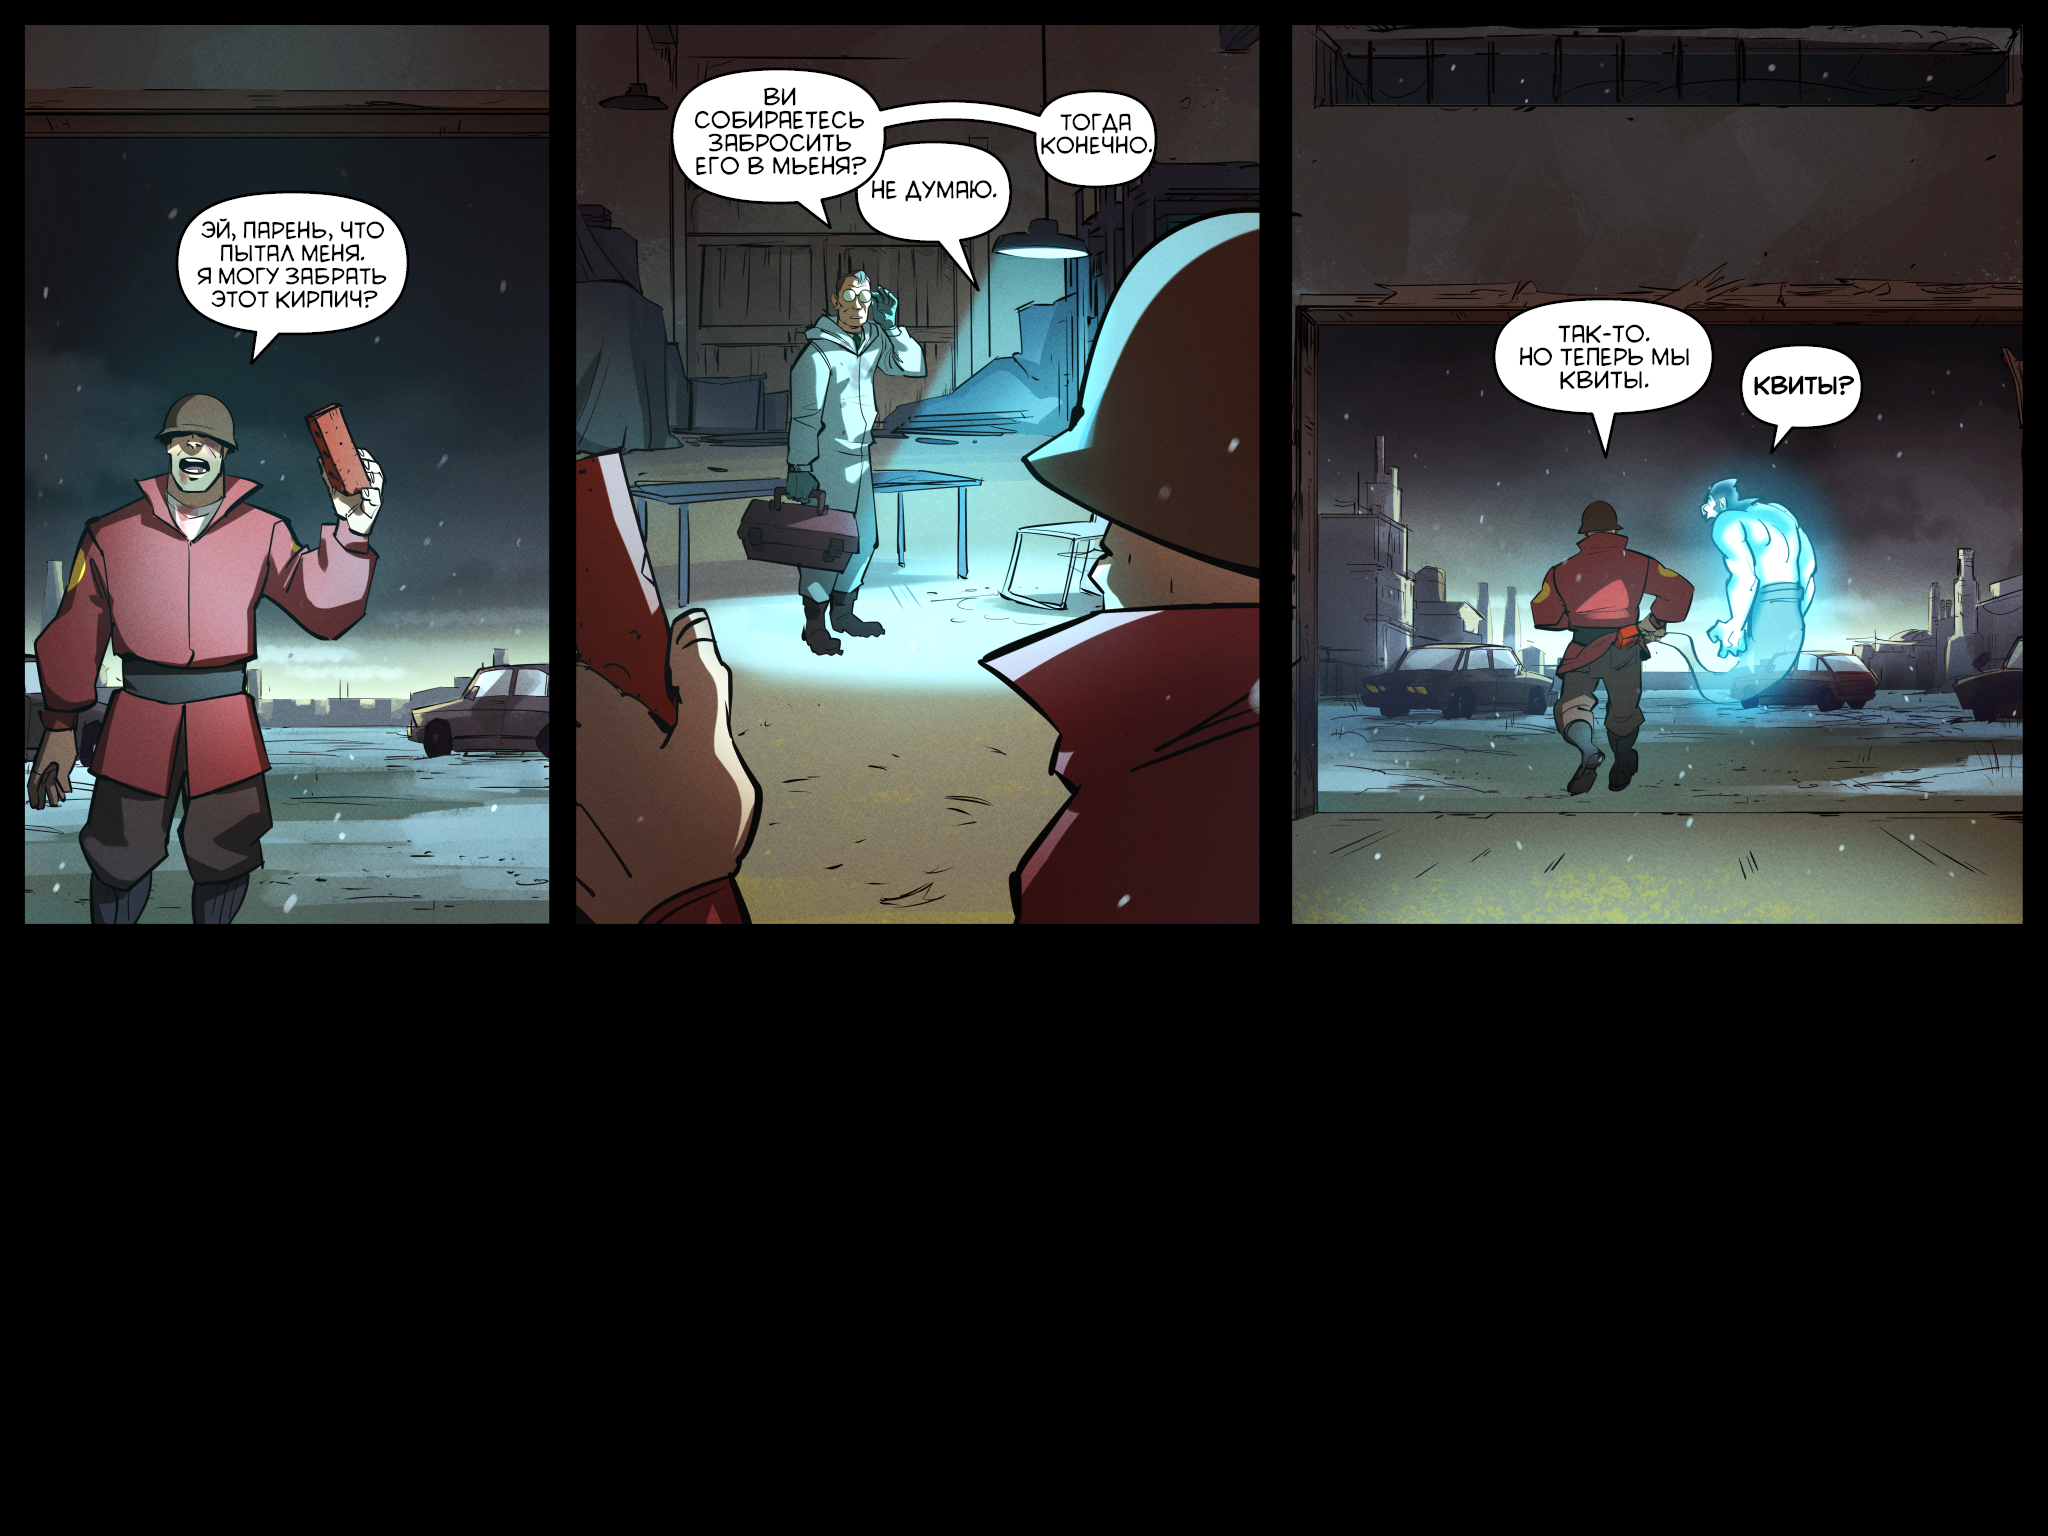 ЭЙ, ПАРЕНЬ, ЧТО
ПЫТАЛ МЕНЯ.
Я МОГУ ЗАБРАТЬ
ЭТОТ КИРПИЧ?
ВИ
СОБИРАЕТЕСЬ
ЗАБРОСИТЬ
ЕГО В МЬЕНЯ?
НЕ ДУМАЮ.
ТОГДА
КОНЕЧНО.
ТАК-ТО.
НО ТЕПЕРЬ МЫ
КВИТЫ.
КВИТЫ?